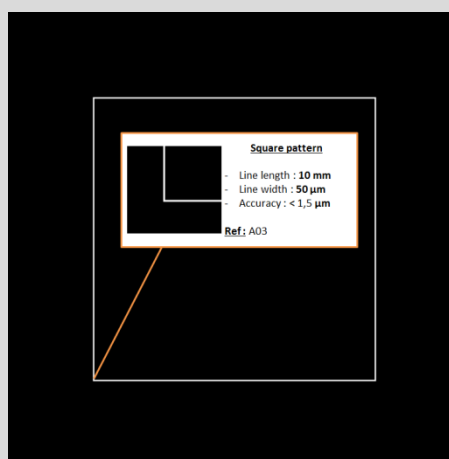 Square pattern
- Line length : 10 mm
- Line width : 50 µm
- Accuracy : < 1,5 µm
Ref : A03